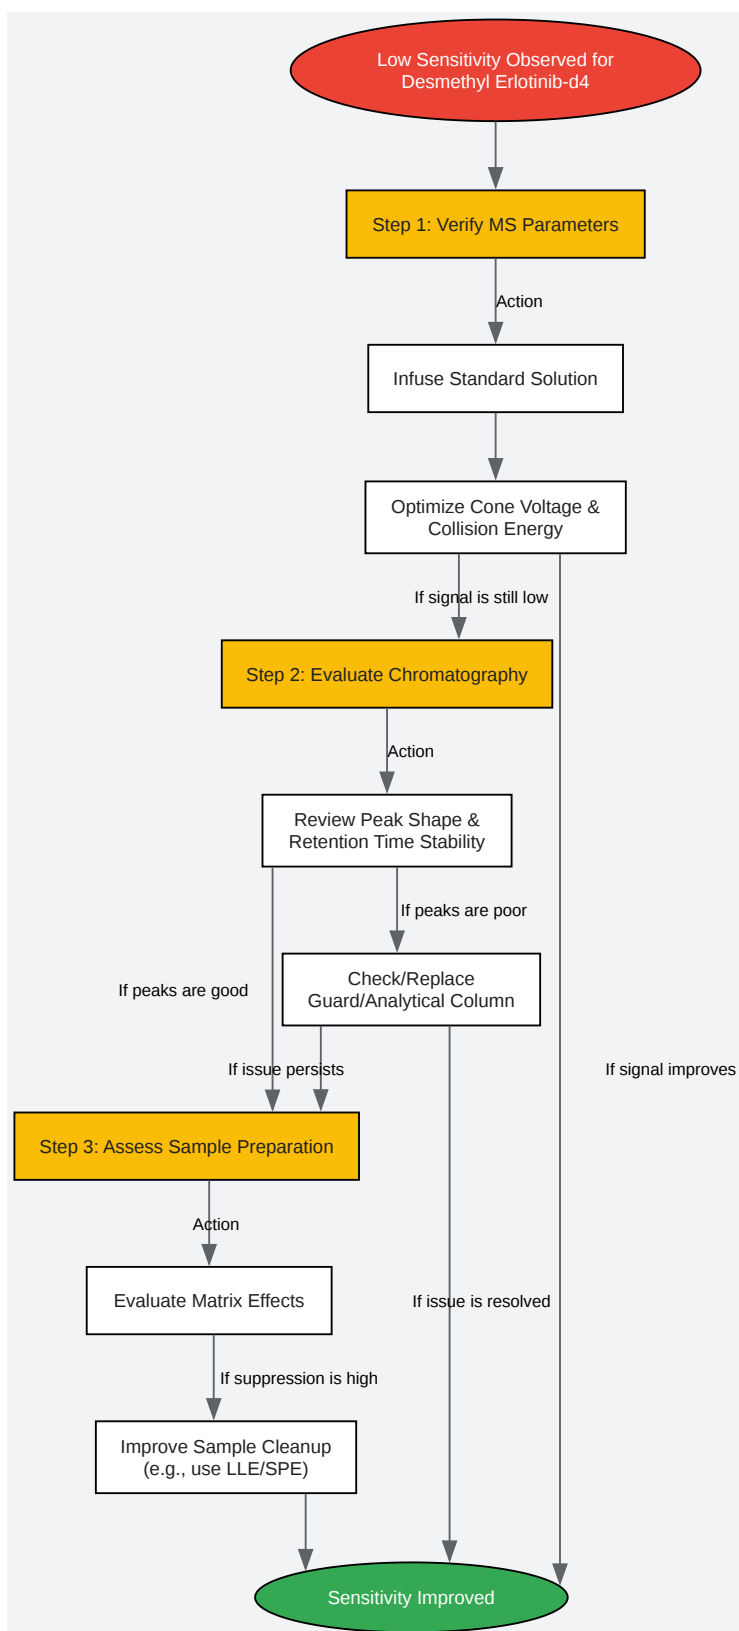 Low Sensitivity Observed for
Desmethyl Erlotinib-d4
Step 1: Verify MS Parameters
Action
Infuse Standard Solution
Optimize Cone Voltage &
Collision Energy
If signal is still low
Step 2: Evaluate Chromatography
Action
Review Peak Shape &
Retention Time Stability
If peaks are poor
Check/Replace
Guard/Analytical Column
If peaks are good
If issue persists
If signal improves
Step 3: Assess Sample Preparation
Action
Evaluate Matrix Effects
If issue is resolved
If suppression is high
Improve Sample Cleanup
(e.g., use LLE/SPE)
Sensitivity Improved